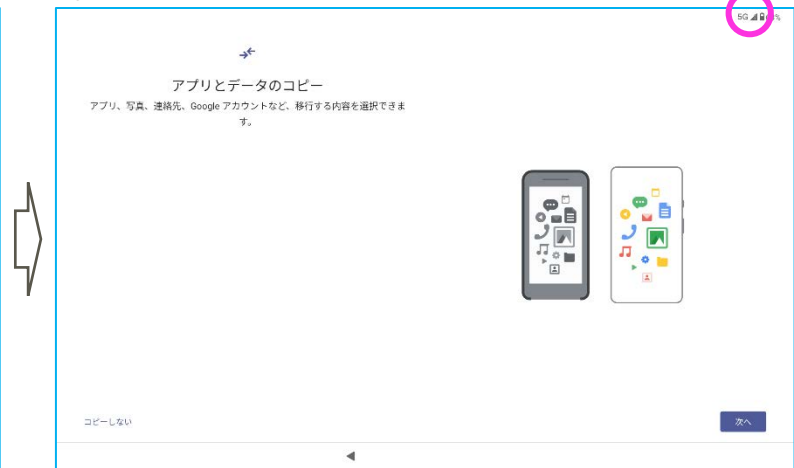 5G
アプリとデータのコピー
アプリ、写真、連絡先、Google アカウントなど、移行する内容を選択できま
す。
コピーしない
次へ